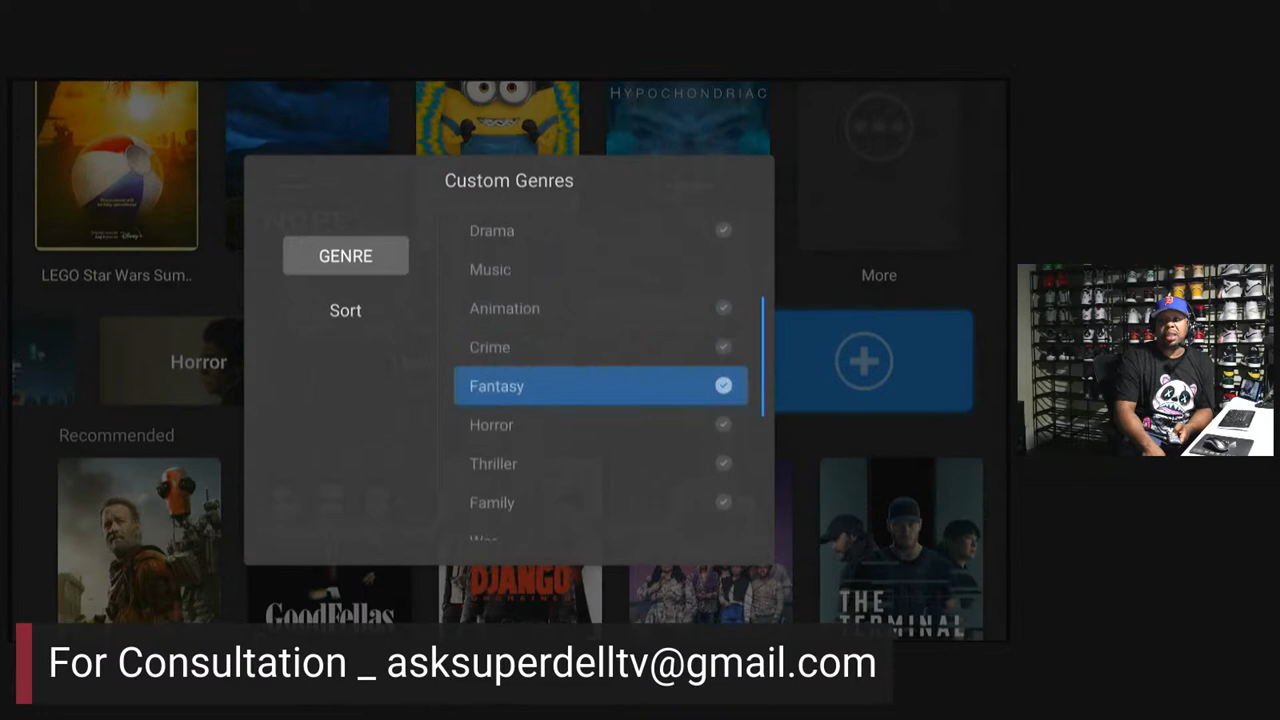 HYPOCHONDRIAC
Custom Genres
Drama
GENRE
Music
LEGO Star Wars Sum..
More
Sort
Animation
Crime
Horror
Fantasy
Horror
Recommended
Thriller
Family
War
DJANGO
GoodFellas
THE
TERMINAL
For Consultation _ asksuperdelltv@gmail.com